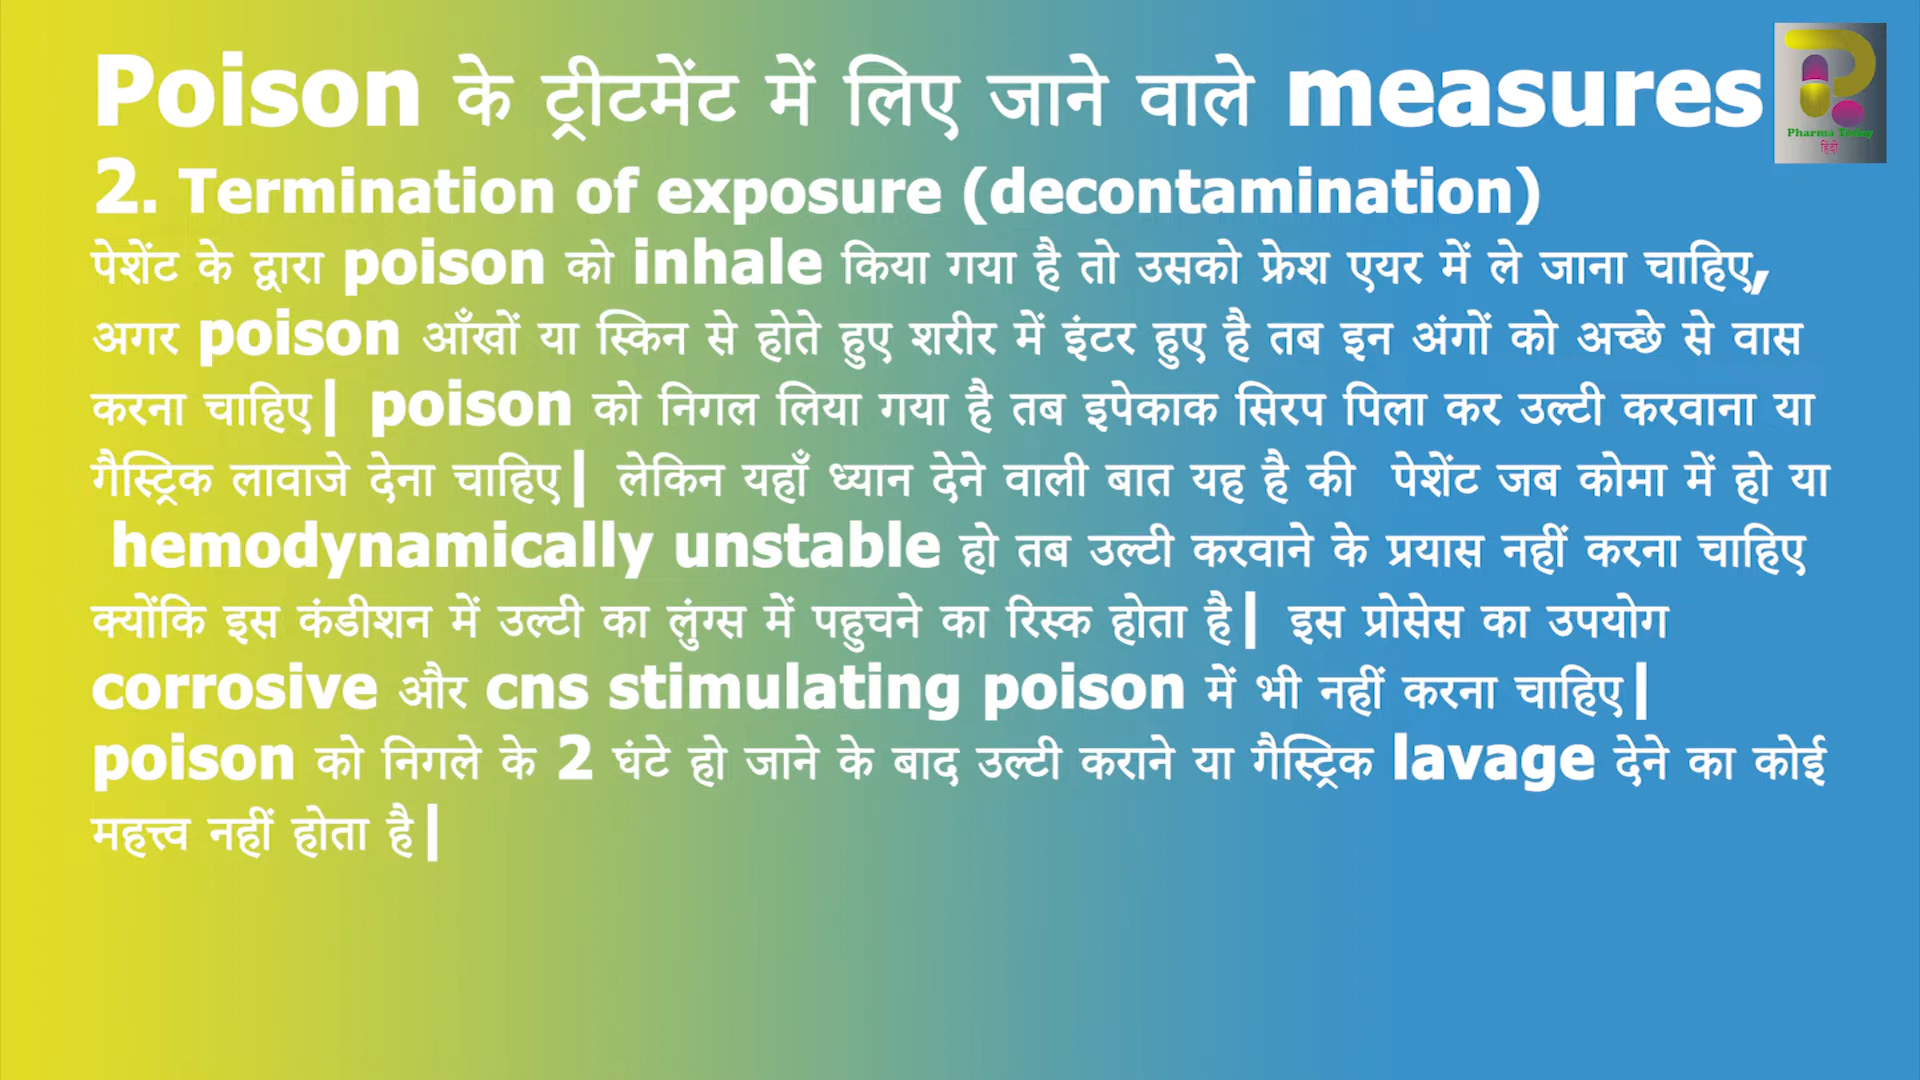 Poison के ट्रीटमेंट में लिए जाने वाले measures
Pharma Today
हिंदी
2. Termination of exposure (decontamination)
पेशेंट के द्वारा poison को inhale किया गया है तो उसको फ्रेश एयर में ले जाना चाहिए,
अगर poison आँखों या स्किन से होते हुए शरीर में इंटर हुए है तब इन अंगों को अच्छे से वास
करना चाहिए| poison को निगल लिया गया है तब इपेकाक सिरप पिला कर उल्टी करवाना या
गैस्ट्रिक लावाजे देना चाहिए| लेकिन यहाँ ध्यान देने वाली बात यह है की पेशेंट जब कोमा में हो या
hemodynamically unstable हो तब उल्टी करवाने के प्रयास नहीं करना चाहिए
क्योंकि इस कंडीशन में उल्टी का लुंग्स में पहुचने का रिस्क होता है| इस प्रोसेस का उपयोग
corrosive और cns stimulating poison में भी नहीं करना चाहिए|
poison को निगले के 2 घंटे हो जाने के बाद उल्टी कराने या गैस्ट्रिक lavage देने का कोई
महत्त्व नहीं होता है|